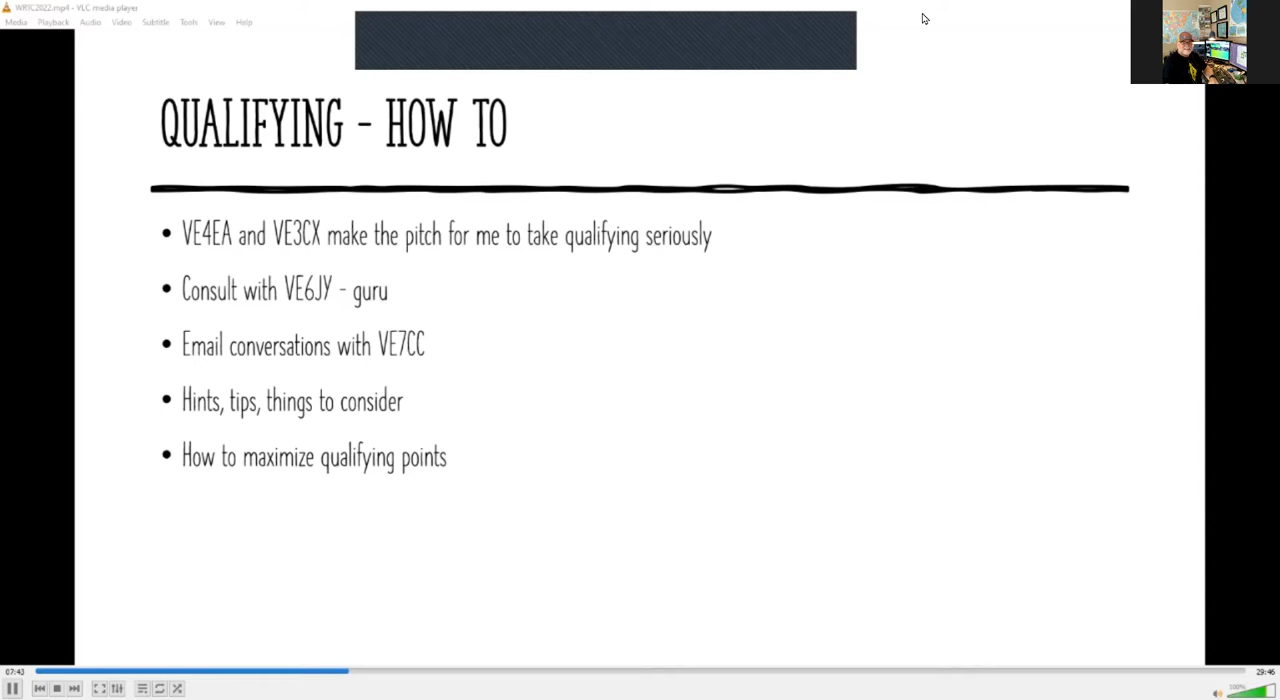 WRTC2022.mp4 - VLC media player
Media Playback Audio Video Subtitle Tools View Help
QUALIFYING - HOW TO
• VE4EA and VE3CX make the pitch for me to take qualifying seriously
• Consult with VE6JY - guru
• Email conversations with VE7CC
• Hints, tips, things to consider
• How to maximize qualifying points
07:43
29:46
100%